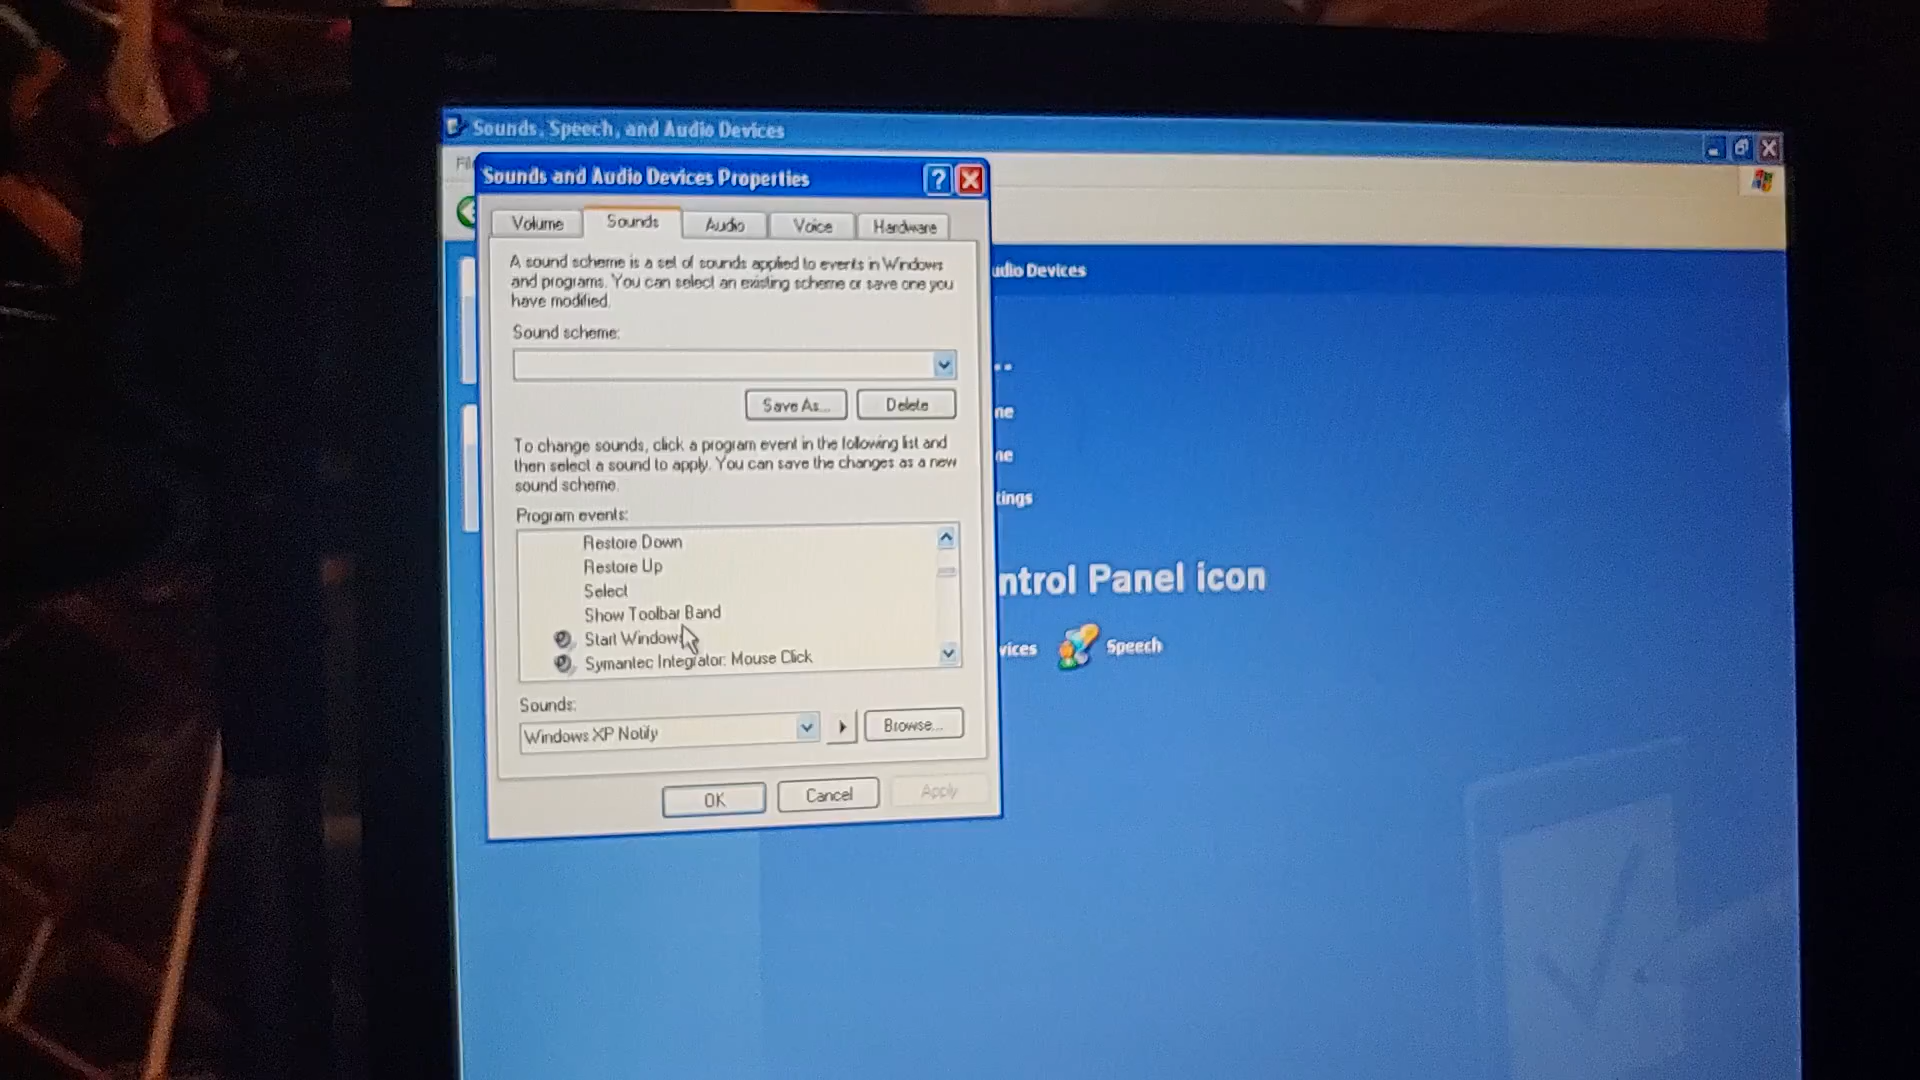 Sounds, Speech, and Audio Devices
Sounds and Audio Devices Properties
?
Volume
Sounds
Audio
Voice
Hardware
A sound scheme is a set of sounds applied to events in Windows
and programs. You can select an existing scheme or save one you
have modified.
Sound scheme:
Save As...
Delete
To change sounds, click a program event in the following list and
then select a sound to apply. You can save the changes as a new
sound scheme.
Program events:
Restore Down
Restore Up
Select
Show Toolbar Band
Start Windows
Symantec Integrator: Mouse Click
Sounds:
Windows XP Notify
Browse...
OK
Cancel
Apply
udio Devices
ne
ne
tings
ntrol Panel icon
vices
Speech